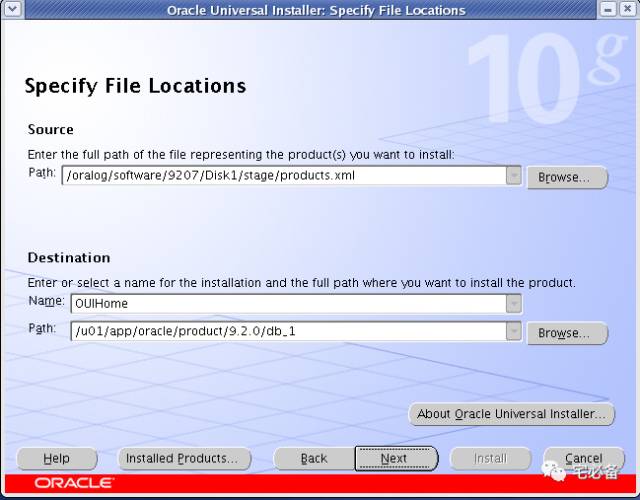 Oracle Universal Installer: Specify File Locations
10g
Specify File Locations
Source
Enter the full path of the file representing the product(s) you want to install:
Path: /oralog/software/9207/Disk1/stage/products.xml Browse...
Destination
Enter or select a name for the installation and the full path where you want to install the product.
Name: OUIHome
Path: /u01/app/oracle/product/9.2.0/db_1 Browse...
About Oracle Universal Installer...
Help Installed Products... Back Next Install Cancel
ORACLE 宅必备